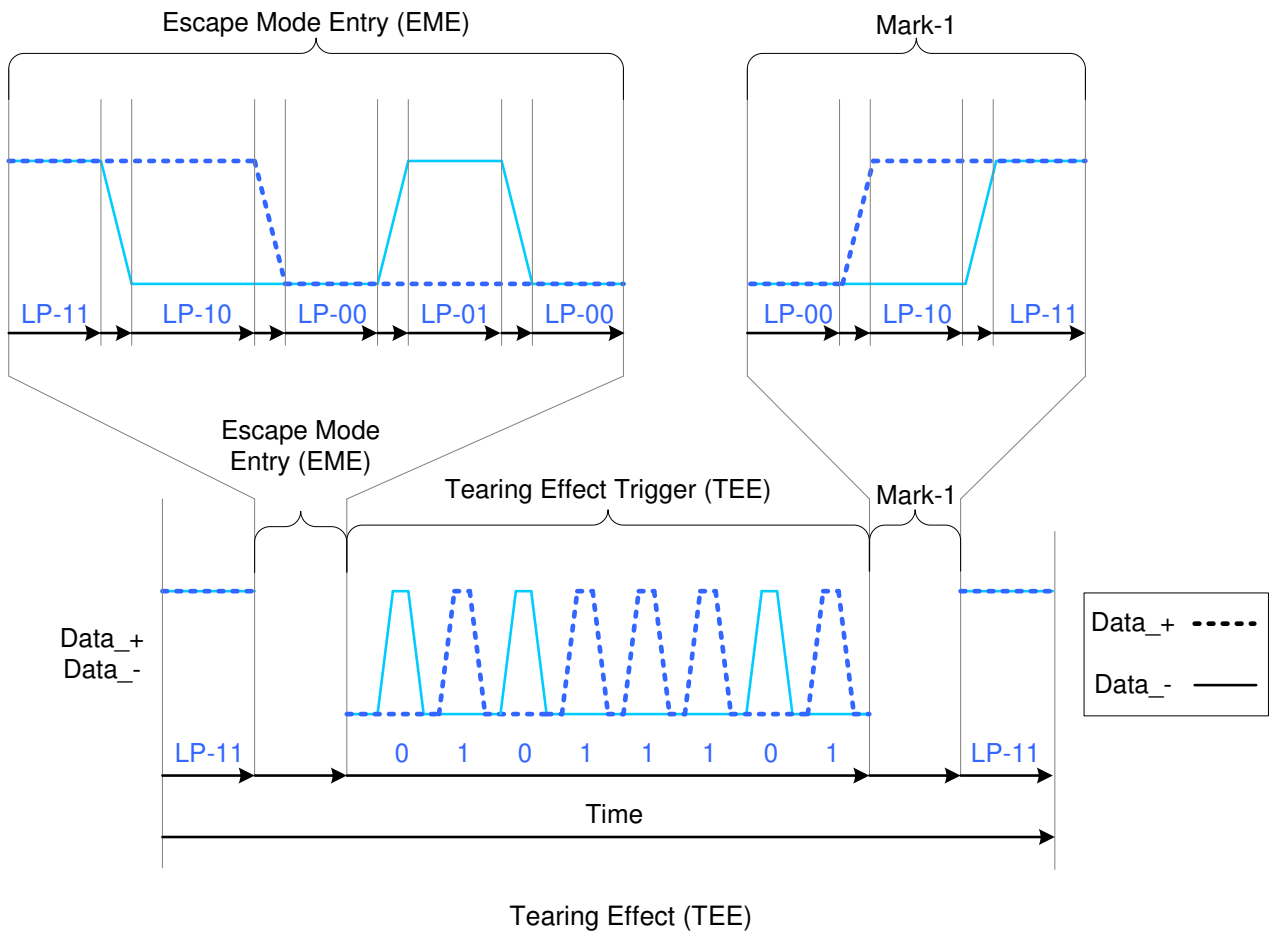 Escape Mode Entry (EME)
Mark-1
LP-11 LP-10 LP-00 LP-01 LP-00
LP-00 LP-10 LP-11
Escape Mode
Entry (EME)
Tearing Effect Trigger (TEE)
Mark-1
Data_+
Data_-
Data_+
Data_-
LP-11 0 1 0 1 1 1 0 1 LP-11
Time
Tearing Effect (TEE)